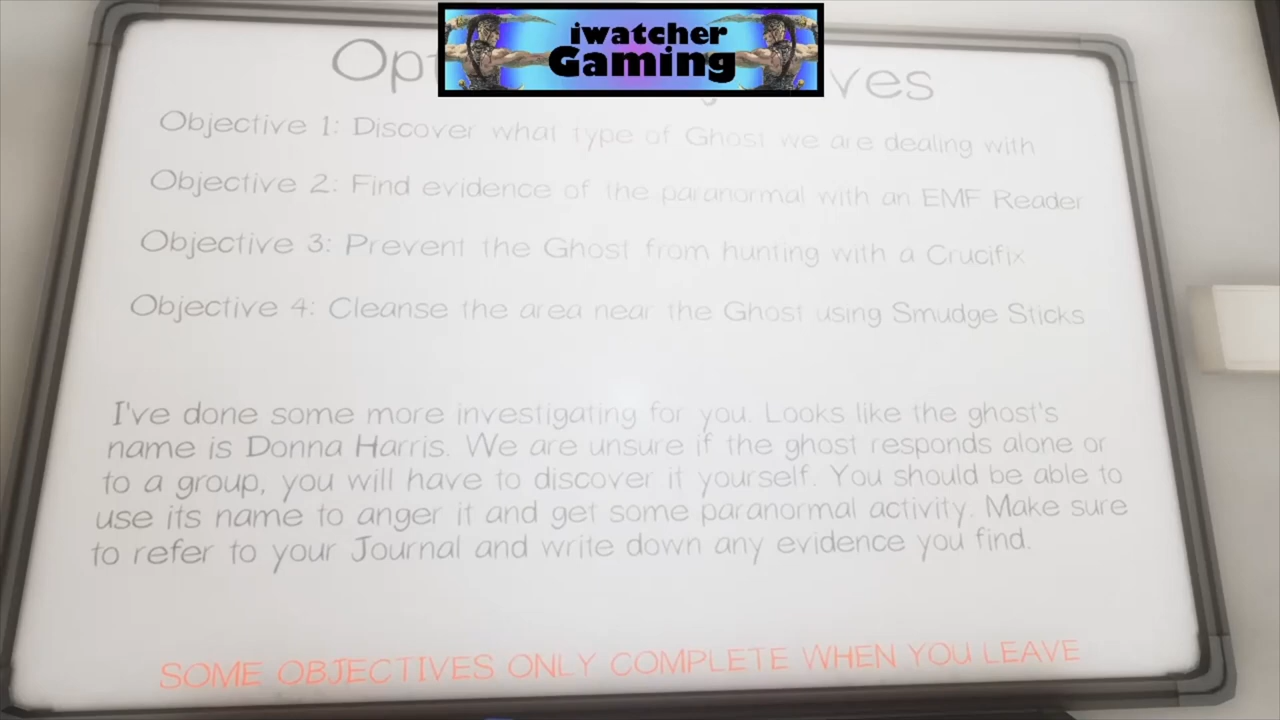 iwatcher
Gaming
Objective 1: Discover what type of Ghost we are dealing with
Objective 2: Find evidence of the paranormal with an EMF Reader
Objective 3: Prevent the Ghost from hunting with a Crucifix
Objective 4: Cleanse the area near the Ghost using Smudge Sticks
I've done some more investigating for you. Looks like the ghost's
name is Donna Harris. We are unsure if the ghost responds alone or
to a group, you will have to discover it yourself. You should be able to
use its name to anger it and get some paranormal activity. Make sure
to refer to your Journal and write down any evidence you find.
SOME OBJECTIVES ONLY COMPLETE WHEN YOU LEAVE